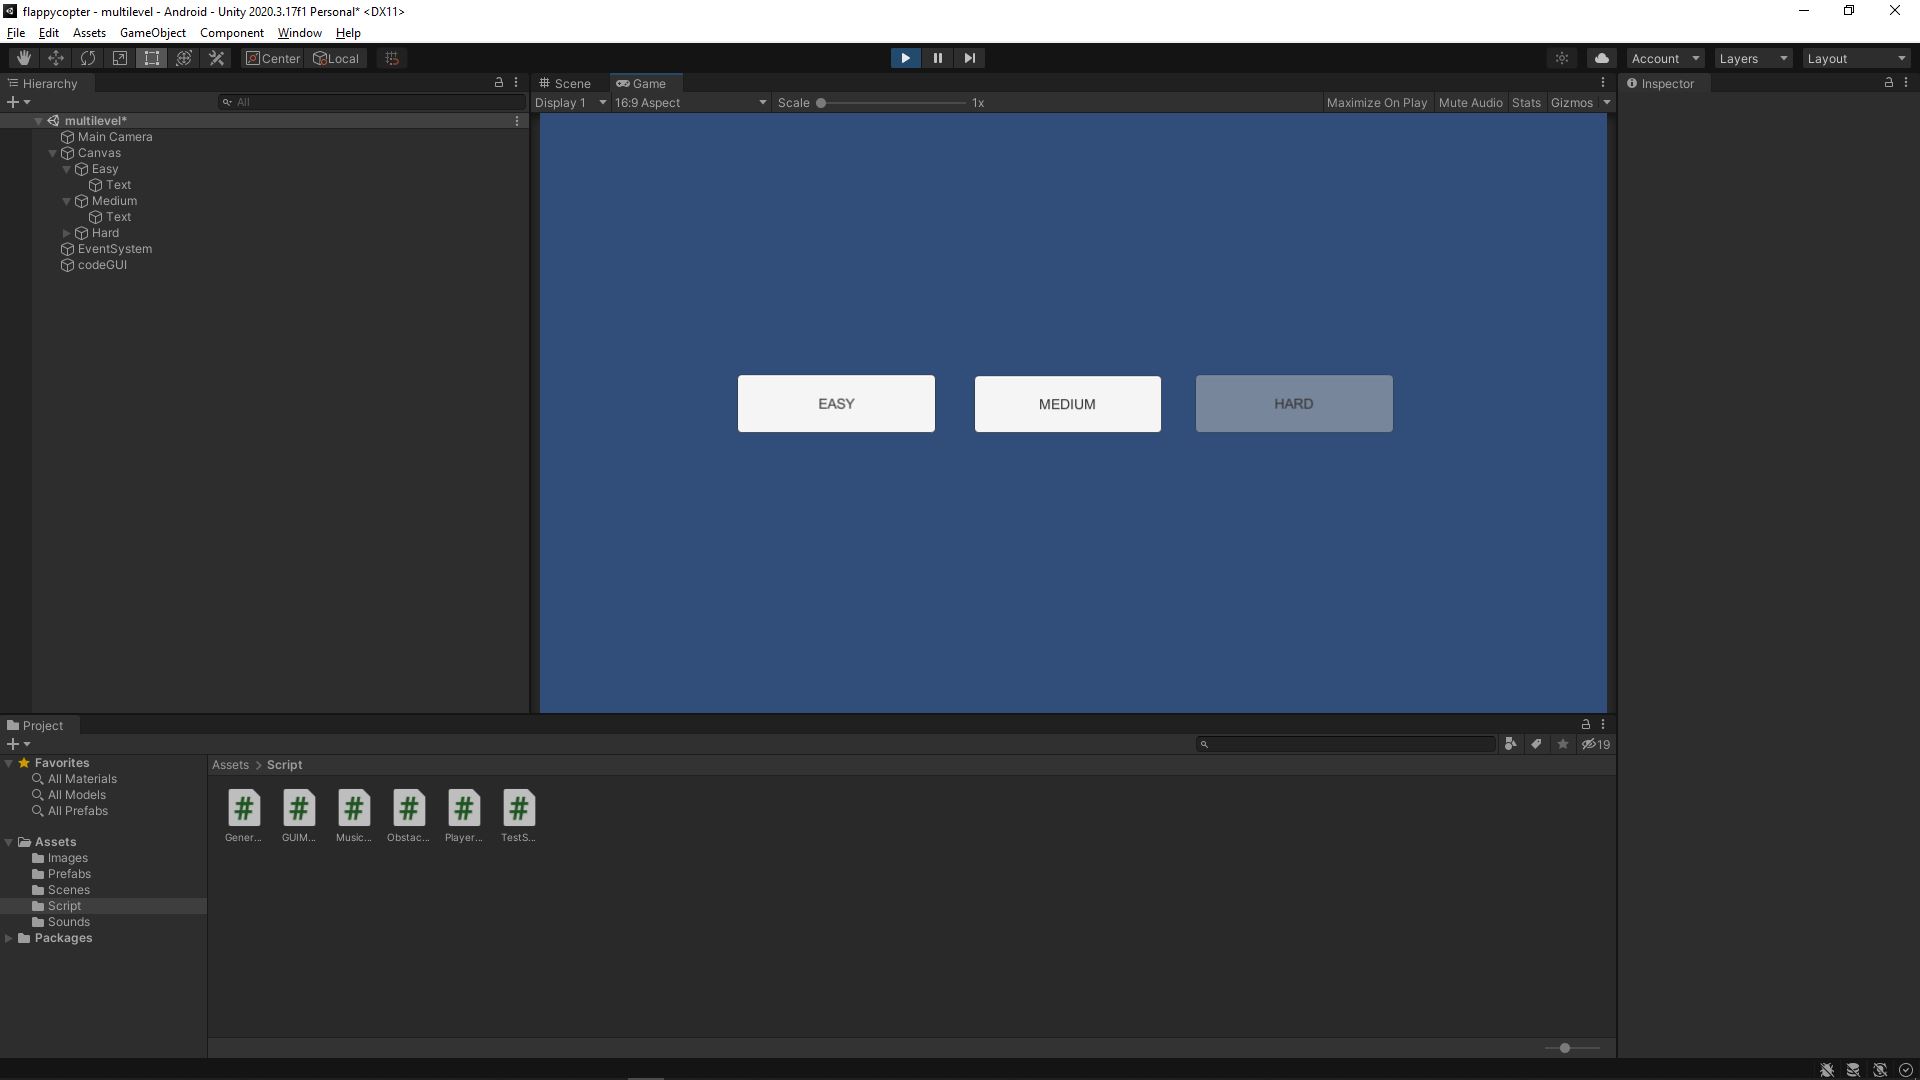 flappycopter - multilevel - Android - Unity 2020.3.17f1 Personal* <DX11>
File Edit Assets GameObject Component Window Help
Center Local
Account Layers Layout
Hierarchy
All
multilevel*
Main Camera
Canvas
Easy
Text
Medium
Text
Hard
EventSystem
codeGUI
Scene Game
Display 1 16:9 Aspect Scale 1x Maximize On Play Mute Audio Stats Gizmos
EASY MEDIUM HARD
Inspector
Project
19
Favorites
All Materials
All Models
All Prefabs
Assets
Images
Prefabs
Scenes
Script
Sounds
Packages
Assets > Script
Gener... GUIM... Music... Obstac... Player... TestS...